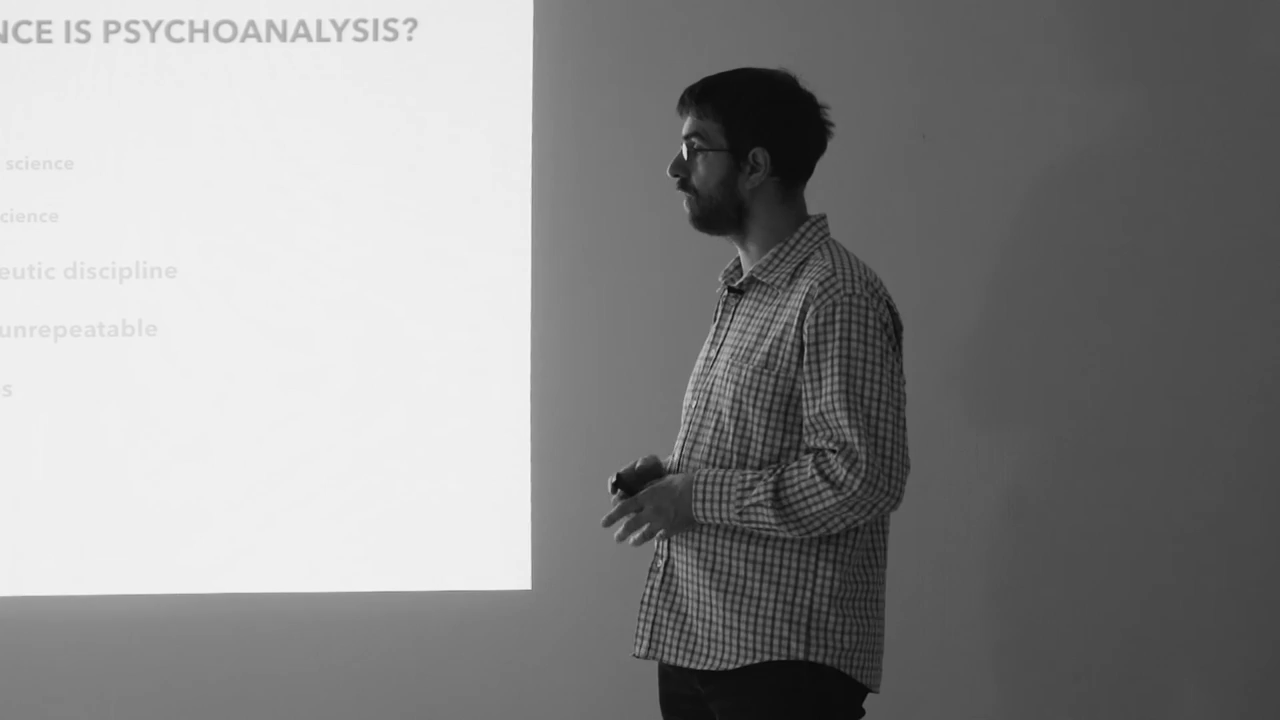 NCE IS PSYCHOANALYSIS?
science
cience
eutic discipline
unrepeatable
s